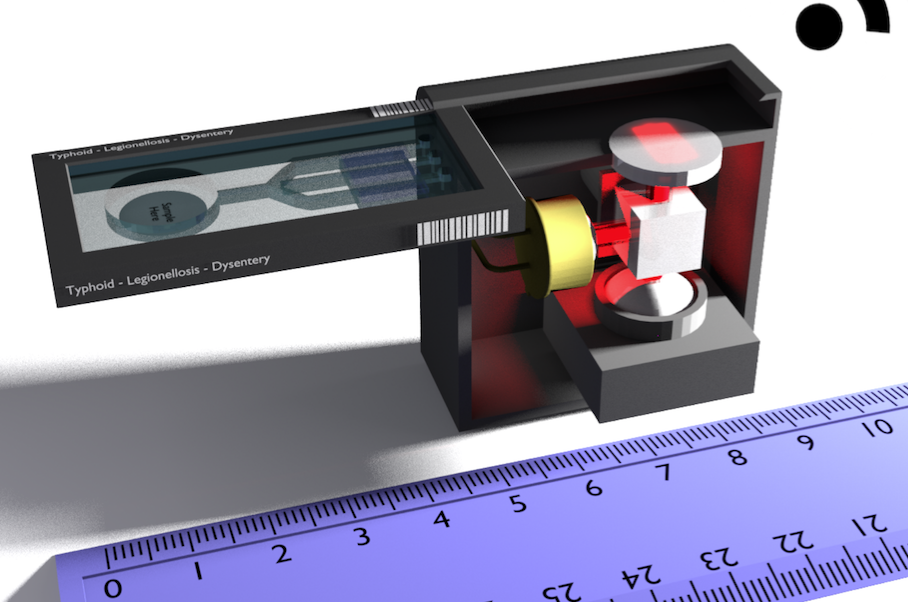 Typhoid - Legionellosis - Dysentery
Sample
Here
Typhoid - Legionellosis - Dysentery
0 1 2 3 4 5 6 7 8 9 10
25 24 23 22 21